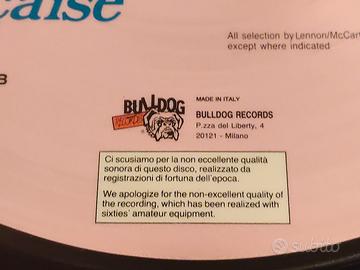 caise
All selection by Lennon/McCart
except where indicated
B
BULLDOG
RECORDS
MADE IN ITALY
BULLDOG RECORDS
P.zza del Liberty, 4
20121 - Milano
Ci scusiamo per la non eccellente qualità
sonora di questo disco, realizzato da
registrazioni di fortuna dell'epoca.
We apologize for the non-excellent quality of
the recording, which has been realized with
sixties' amateur equipment.
subito